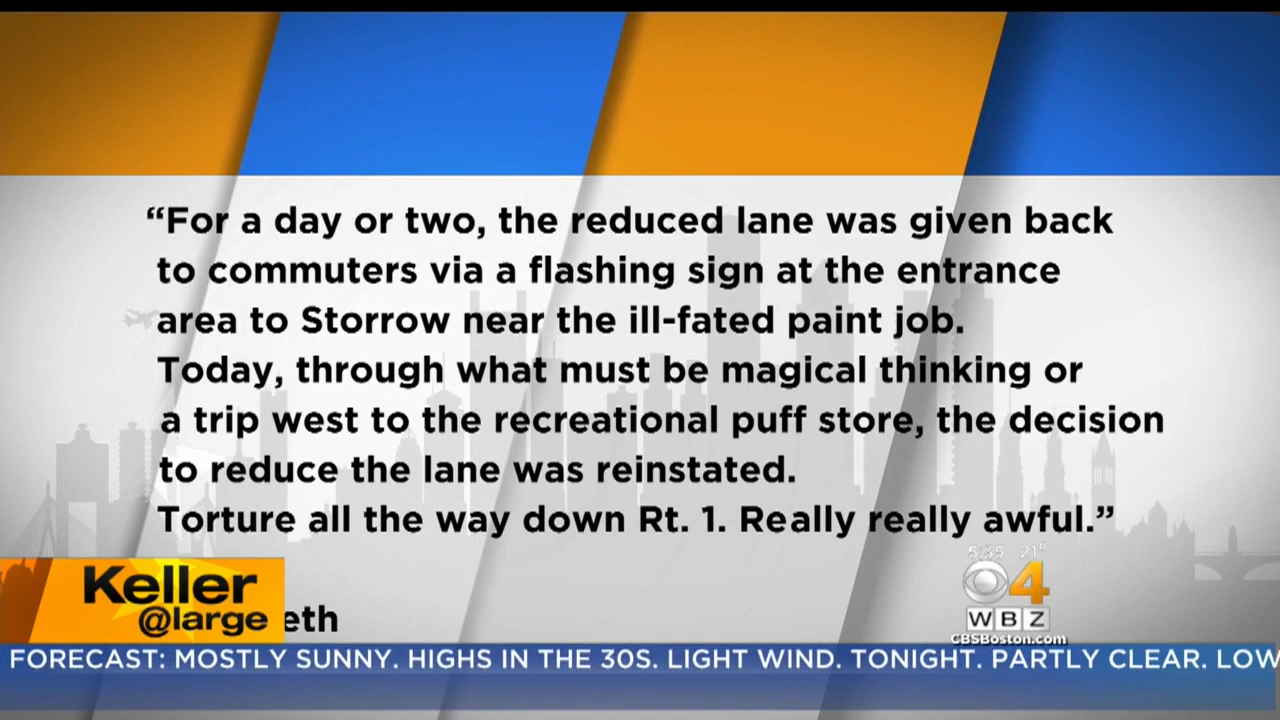 “For a day or two, the reduced lane was given back
to commuters via a flashing sign at the entrance
area to Storrow near the ill-fated paint job.
Today, through what must be magical thinking or
a trip west to the recreational puff store, the decision
to reduce the lane was reinstated.
Torture all the way down Rt. 1. Really really awful.”
Keller
@large
eth
21°
4
WBZ
CBSBoston.com
FORECAST: MOSTLY SUNNY. HIGHS IN THE 30S. LIGHT WIND. TONIGHT. PARTLY CLEAR. LOW